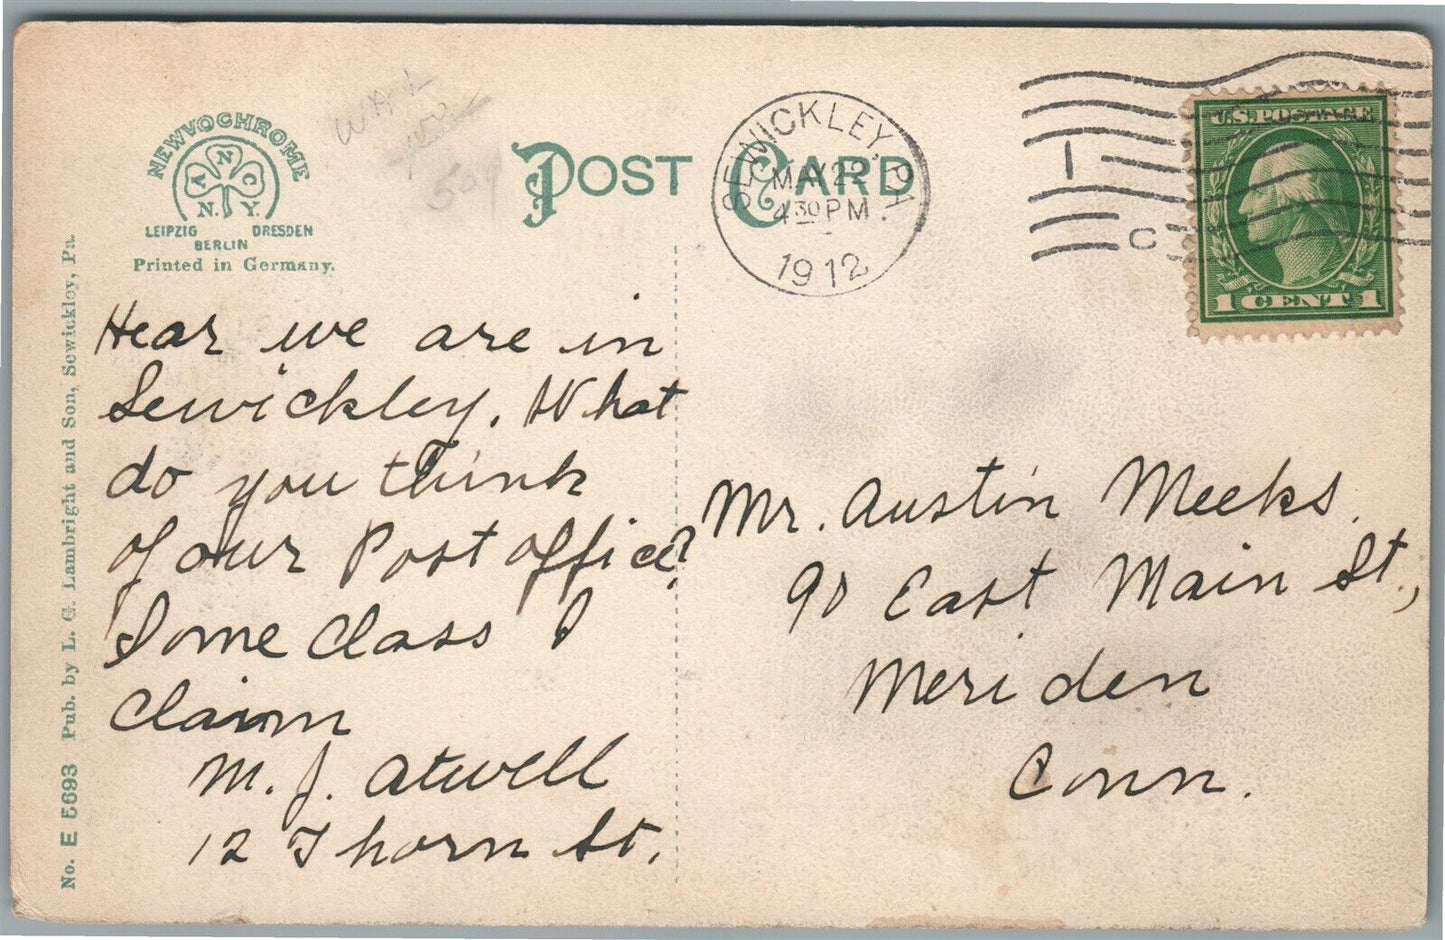 NEWVOCHROME
A N C
N. Y.
LEIPZIG DRESDEN
BERLIN
Printed in Germany.
POST CARD
SEWICKLEY, PA
MAY 2
4 30 PM
1912
1
C
U.S. POSTAGE
1 CENT 1
No. E 5693 Pub. by L. G. Lambright and Son, Sewickley, Pa.
Hear we are in
Sewickley. What
do you think
of our Post office?
Some Class I
Claim
M. J. Atwell
12 Thorn St.
Mr. Austin Meeks.
90 East Main St.,
Meriden
Conn.